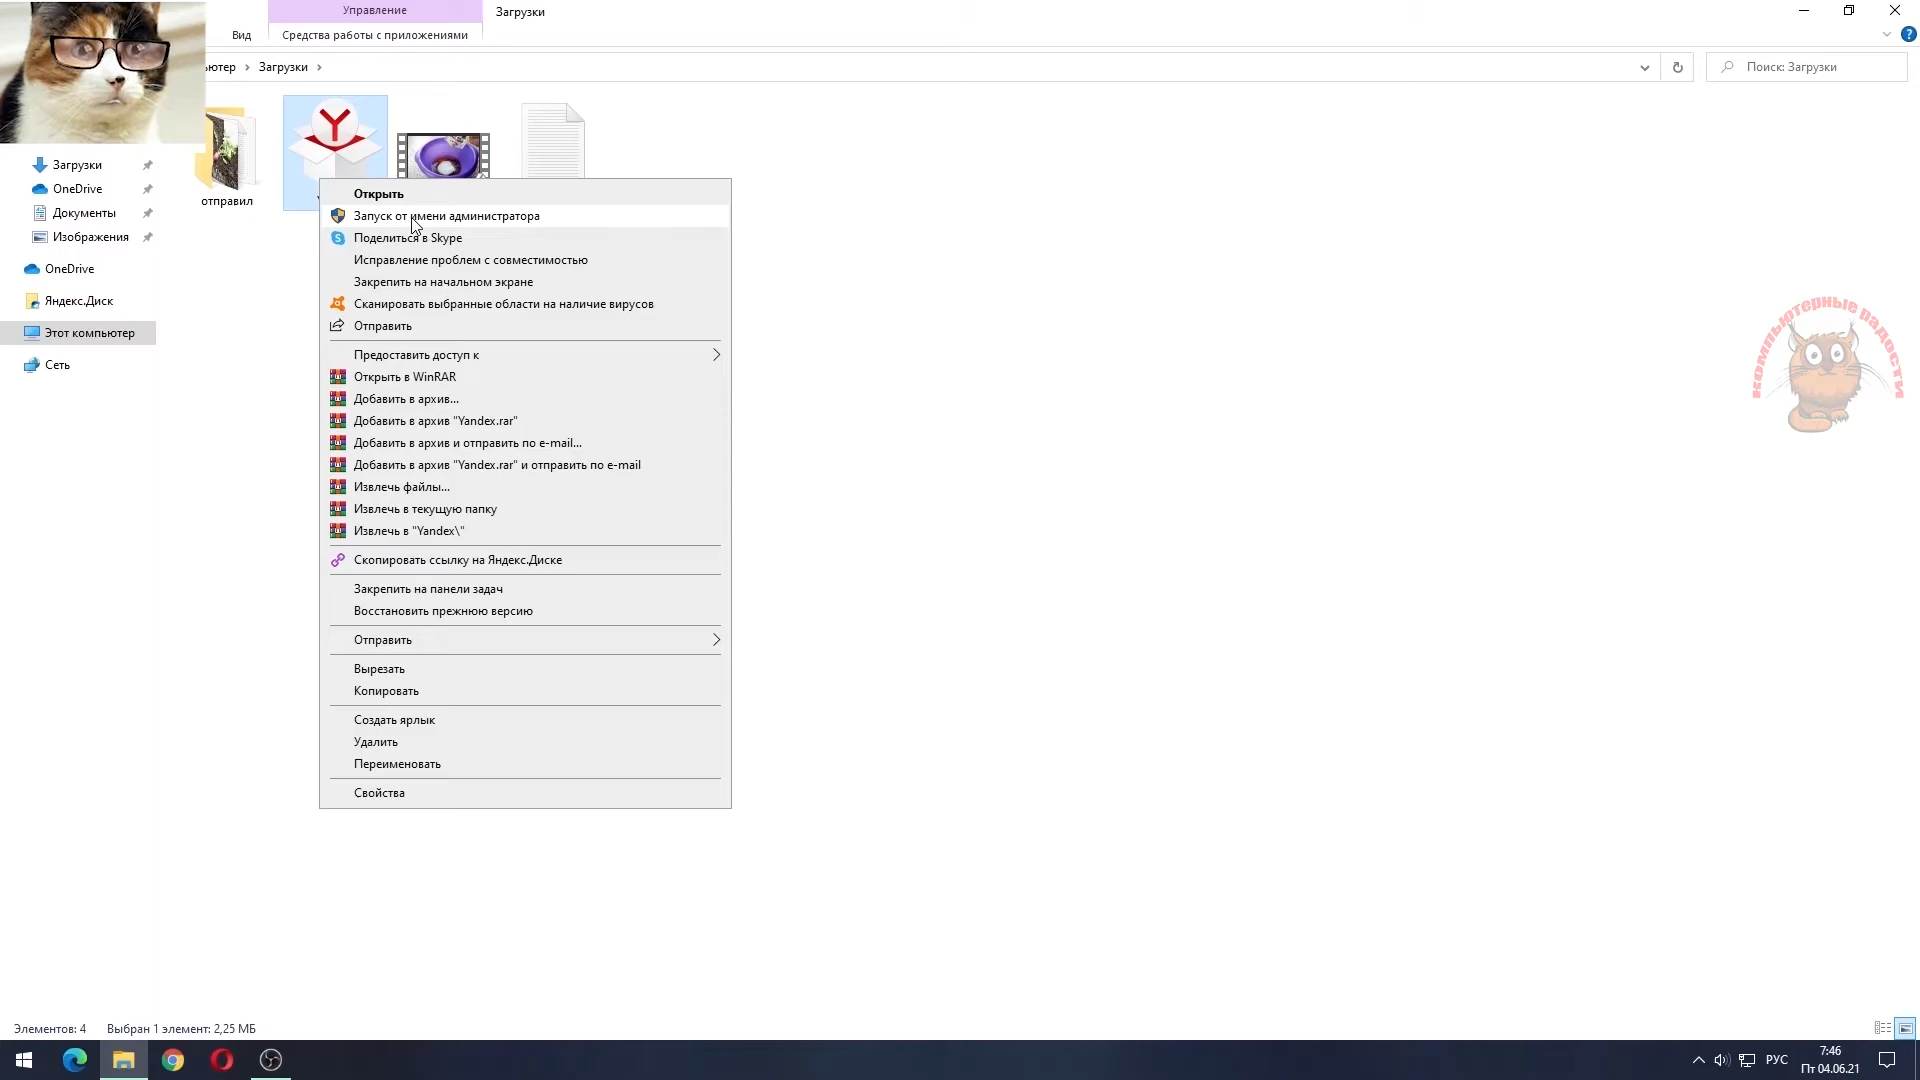 Управление
Загрузки
Вид
Средства работы с приложениями
ьютер
Загрузки
Поиск: Загрузки
Загрузки
OneDrive
Документы
Изображения
OneDrive
Яндекс.Диск
Этот компьютер
Сеть
отправил
Открыть
Запуск от имени администратора
Поделиться в Skype
Исправление проблем с совместимостью
Закрепить на начальном экране
Сканировать выбранные области на наличие вирусов
Отправить
Предоставить доступ к
Открыть в WinRAR
Добавить в архив...
Добавить в архив "Yandex.rar"
Добавить в архив и отправить по e-mail...
Добавить в архив "Yandex.rar" и отправить по e-mail
Извлечь файлы...
Извлечь в текущую папку
Извлечь в "Yandex\"
Скопировать ссылку на Яндекс.Диске
Закрепить на панели задач
Восстановить прежнюю версию
Отправить
Вырезать
Копировать
Создать ярлык
Удалить
Переименовать
Свойства
компьютерные радости
Элементов: 4
Выбран 1 элемент: 2,25 МБ
РУС
7:46
Пт 04.06.21